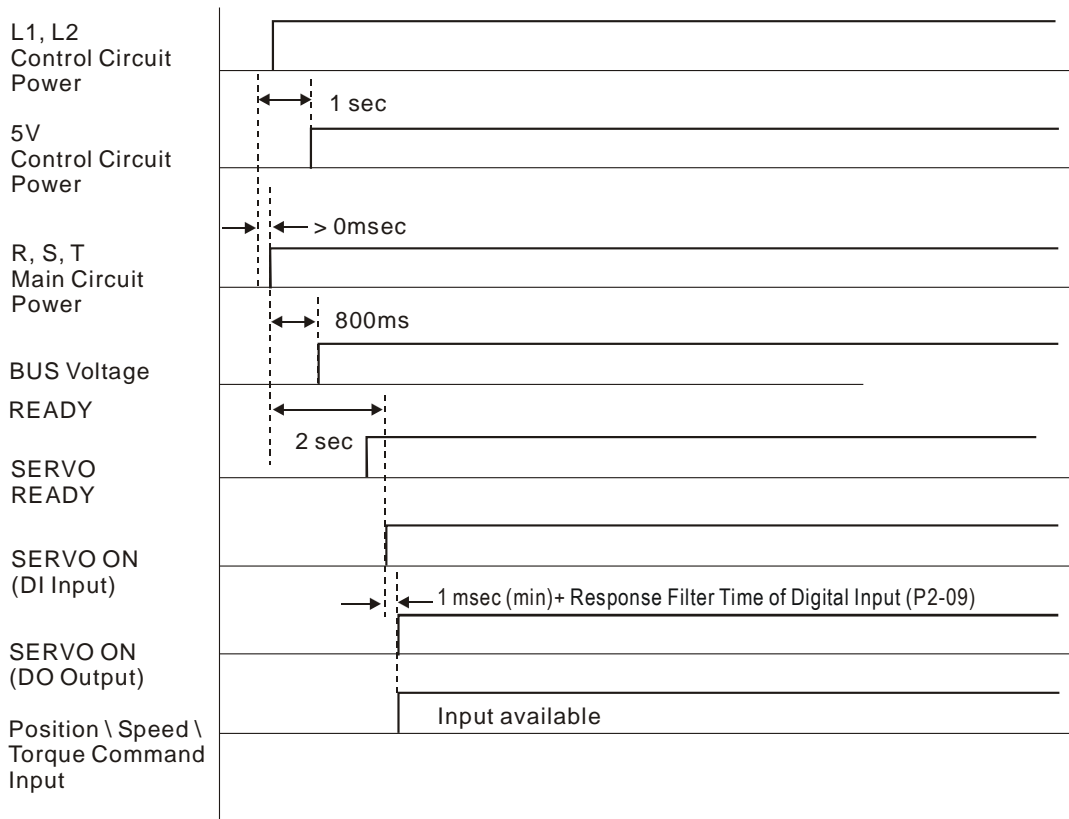 L1, L2
Control Circuit
Power
1 sec
5V
Control Circuit
Power
> 0msec
R, S, T
Main Circuit
Power
800ms
BUS Voltage
READY
2 sec
SERVO
READY
SERVO ON
(DI Input)
1 msec (min)+ Response Filter Time of Digital Input (P2-09)
SERVO ON
(DO Output)
Input available
Position \ Speed \
Torque Command
Input